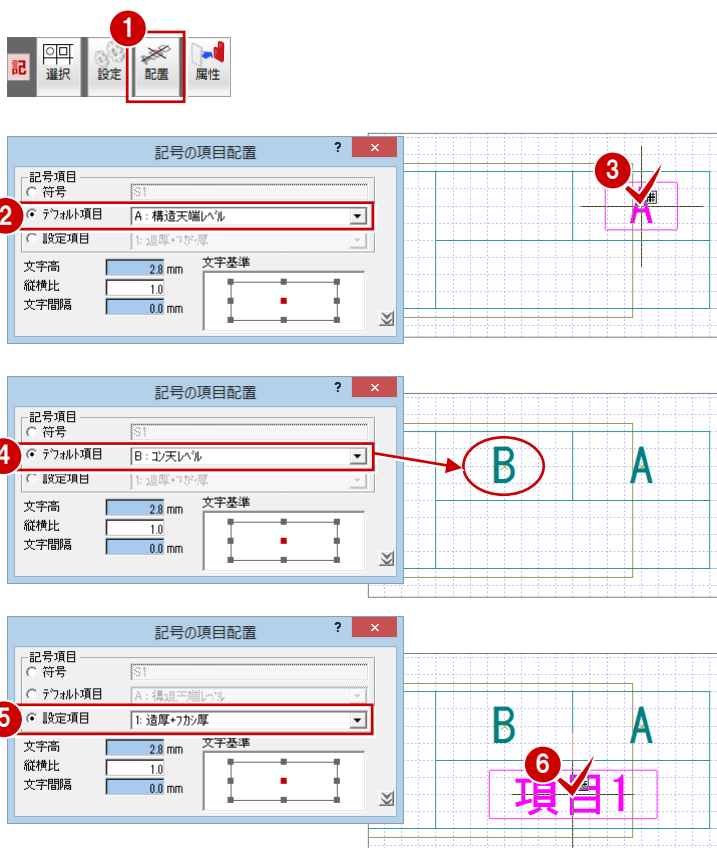 1
記 選択 設定 配置 属性
記号の項目配置 ? ×
記号項目
符号 S1
2 デフォルト項目 A : 構造天端レベル
設定項目 1: 造厚+フカシ厚
文字高 2.8 mm 文字基準
縦横比 1.0
文字間隔 0.0 mm
3
A
記号の項目配置 ? ×
記号項目
符号 S1
4 デフォルト項目 B : コン天レベル
設定項目 1: 造厚+フカシ厚
文字高 2.8 mm 文字基準
縦横比 1.0
文字間隔 0.0 mm
B A
記号の項目配置 ? ×
記号項目
符号 S1
デフォルト項目 A : 構造天端レベル
5 設定項目 1: 造厚+フカシ厚
文字高 2.8 mm 文字基準
縦横比 1.0
文字間隔 0.0 mm
B A
6
項目1